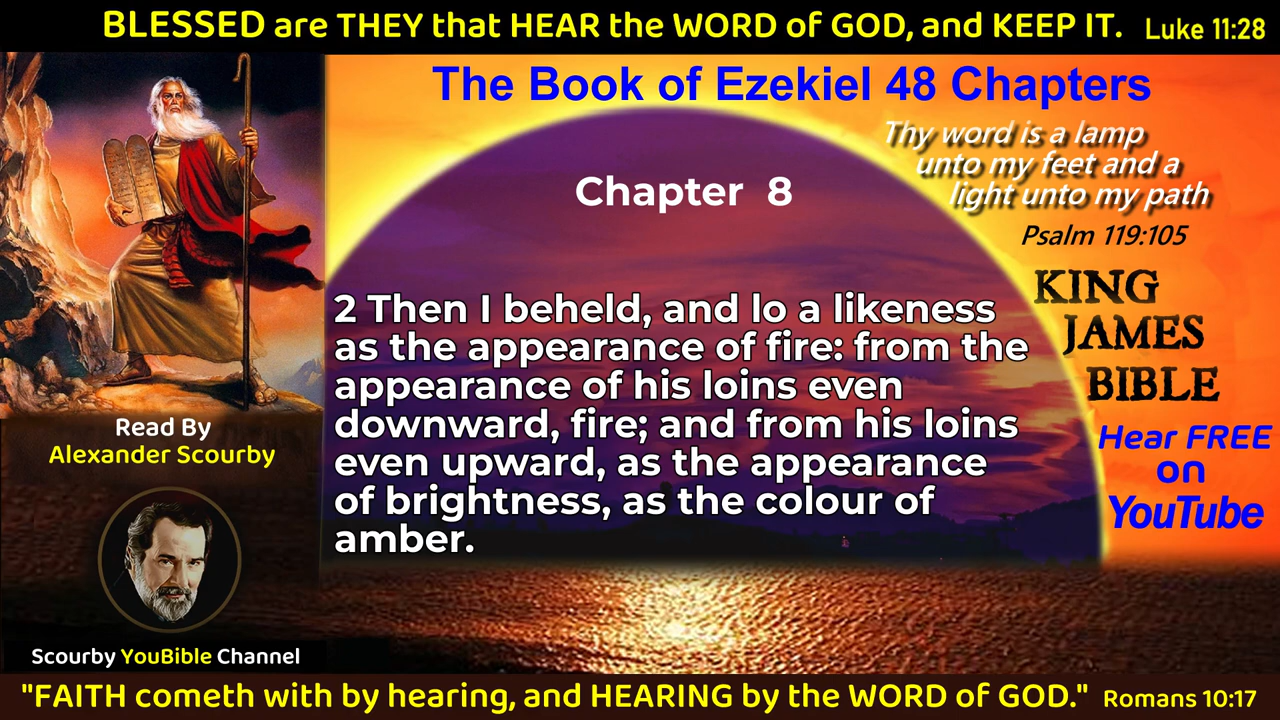 BLESSED are THEY that HEAR the WORD of GOD, and KEEP IT. Luke 11:28
The Book of Ezekiel 48 Chapters
Thy word is a lamp
unto my feet and a
light unto my path
Psalm 119:105
Chapter 8
2 Then I beheld, and lo a likeness
as the appearance of fire: from the
appearance of his loins even
downward, fire; and from his loins
even upward, as the appearance
of brightness, as the colour of
amber.
KING
JAMES
BIBLE
Hear FREE
on
YouTube
Read By
Alexander Scourby
Scourby YouBible Channel
"FAITH cometh with by hearing, and HEARING by the WORD of GOD." Romans 10:17